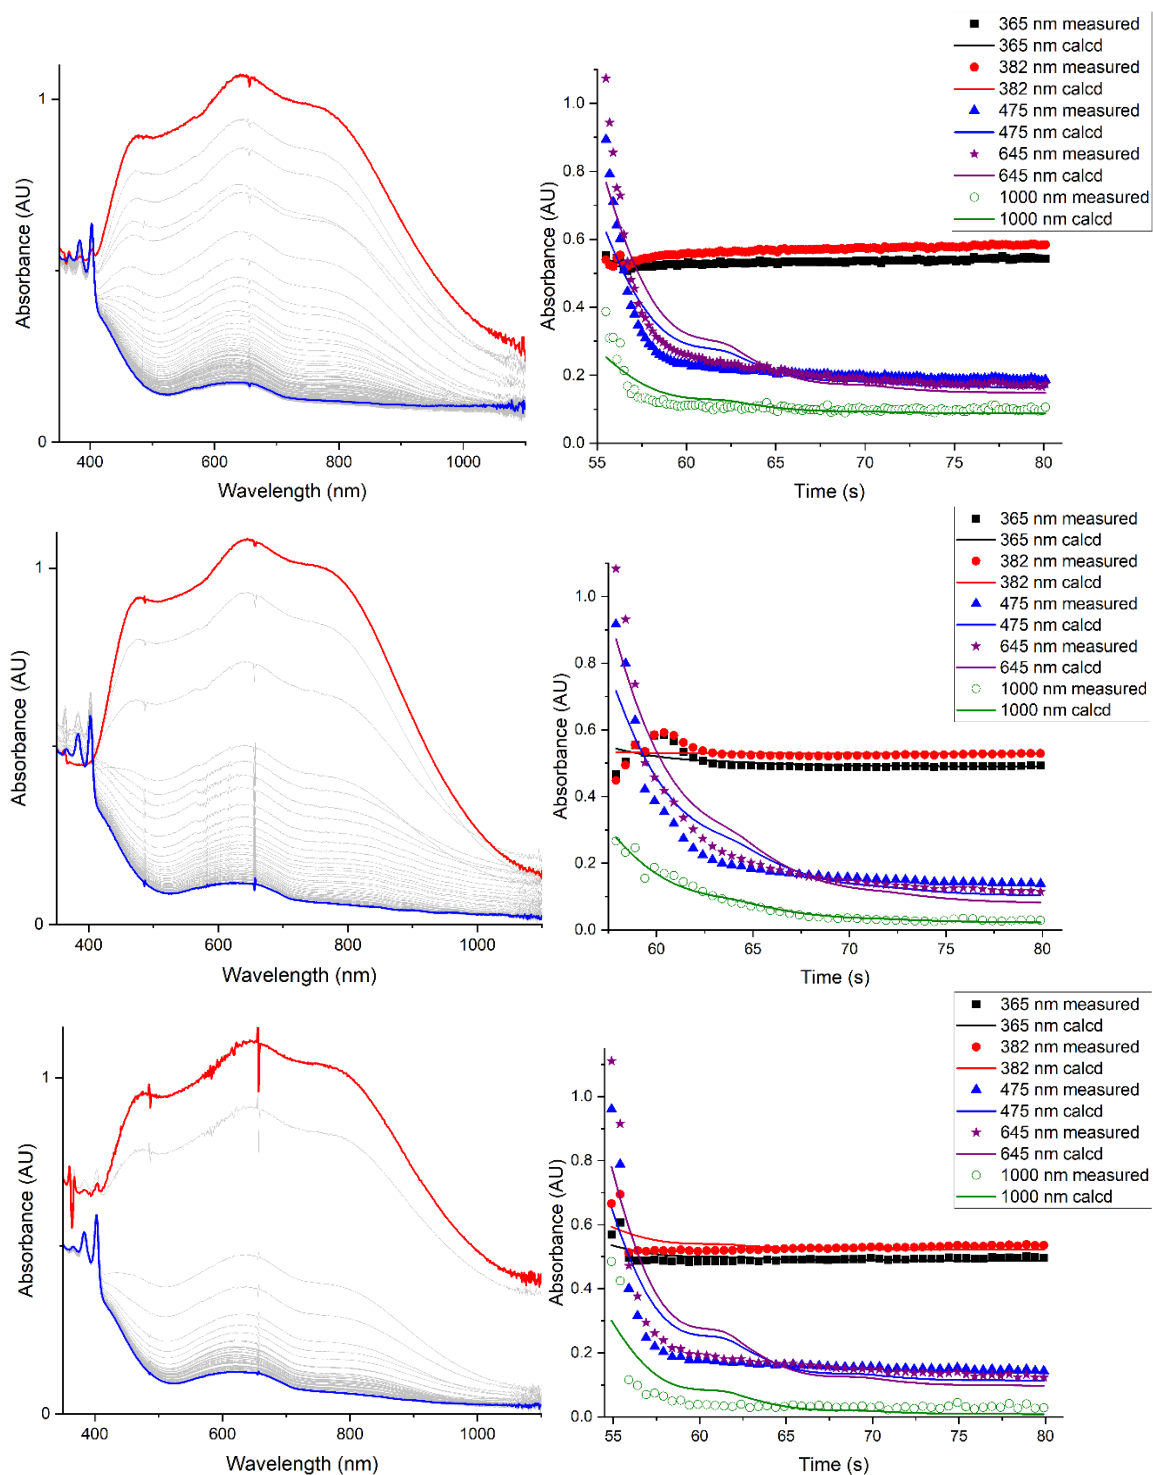 1
0
Absorbance (AU)
400 600 800 1000
Wavelength (nm)
365 nm measured
365 nm calcd
382 nm measured
382 nm calcd
475 nm measured
475 nm calcd
645 nm measured
645 nm calcd
1000 nm measured
1000 nm calcd
1.0
0.8
0.6
0.4
0.2
0.0
Absorbance (AU)
55 60 65 70 75 80
Time (s)
1
0
Absorbance (AU)
400 600 800 1000
Wavelength (nm)
365 nm measured
365 nm calcd
382 nm measured
382 nm calcd
475 nm measured
475 nm calcd
645 nm measured
645 nm calcd
1000 nm measured
1000 nm calcd
1.0
0.8
0.6
0.4
0.2
0.0
Absorbance (AU)
60 65 70 75 80
Time (s)
1
0
Absorbance (AU)
400 600 800 1000
Wavelength (nm)
365 nm measured
365 nm calcd
382 nm measured
382 nm calcd
475 nm measured
475 nm calcd
645 nm measured
645 nm calcd
1000 nm measured
1000 nm calcd
1.0
0.8
0.6
0.4
0.2
0.0
Absorbance (AU)
55 60 65 70 75 80
Time (s)